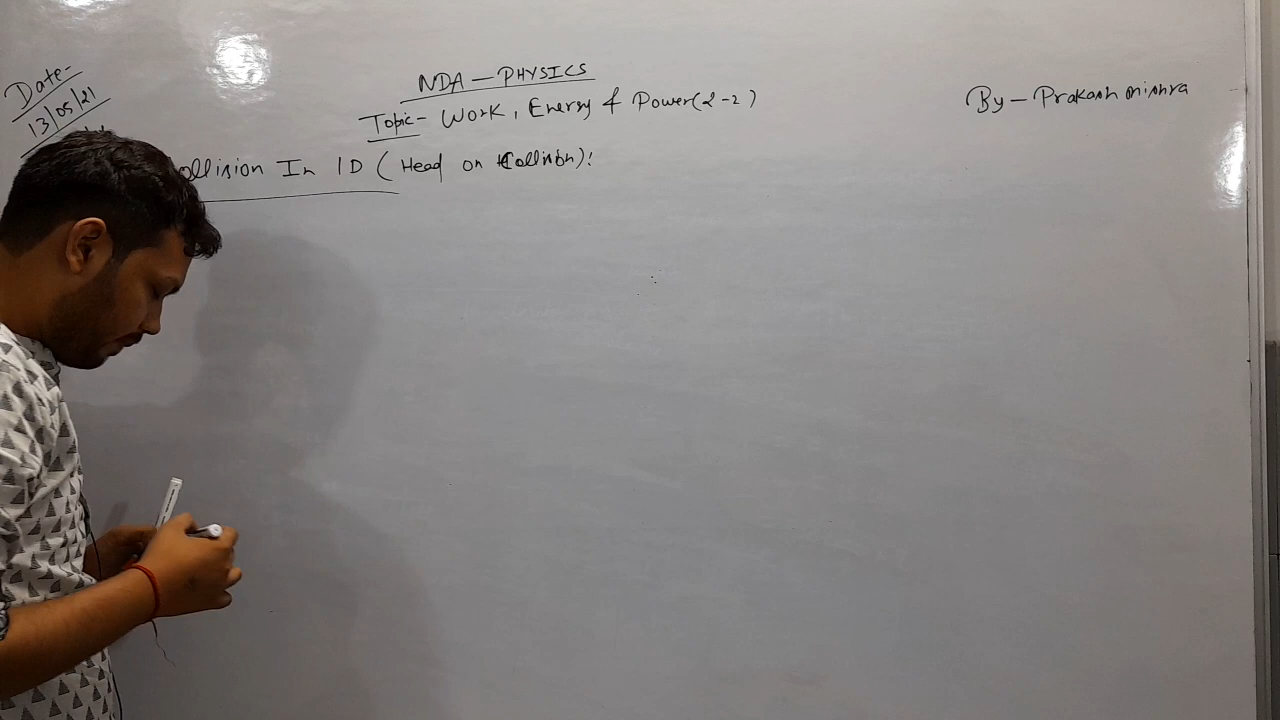 Date-
13/05/21
NDA - PHYSICS
Topic- Work, Energy & Power(2-2)
By - Prakash mishra
ollision In 1D (Head on Collision):